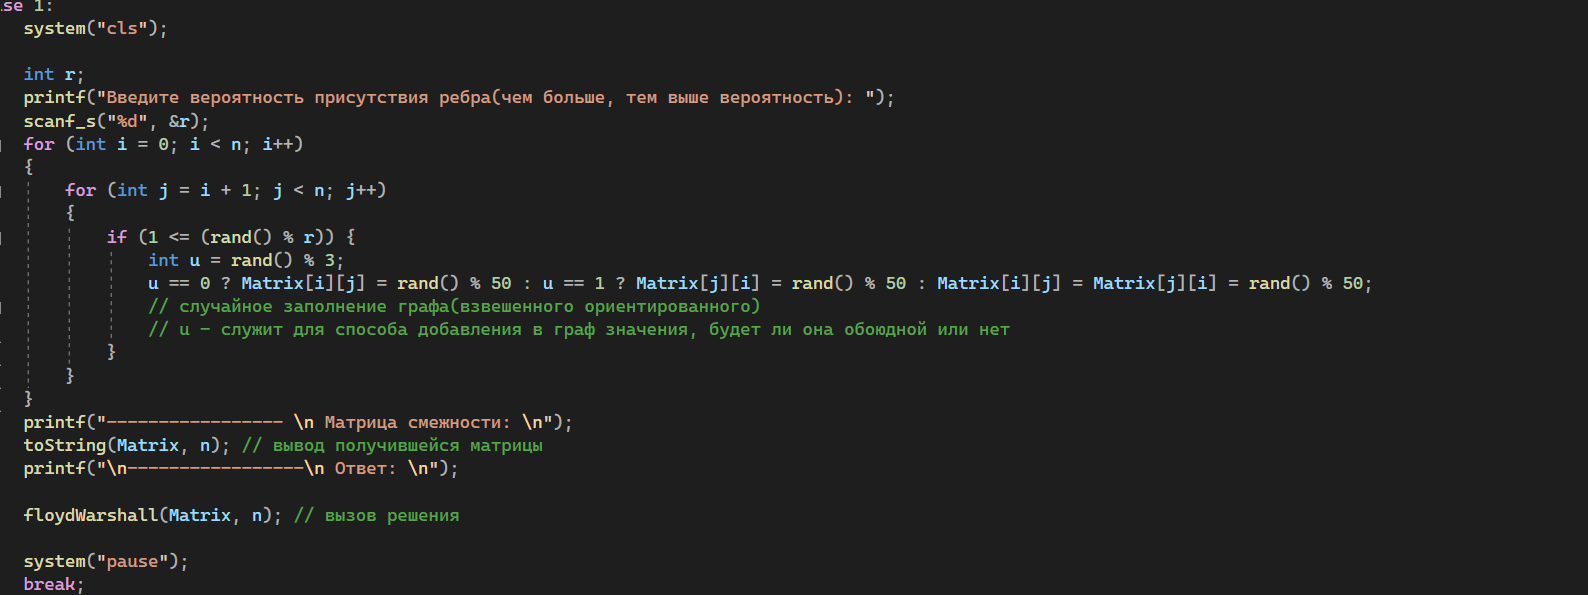 se 1:
system("cls");
int r;
printf("Введите вероятность присутствия ребра(чем больше, тем выше вероятность): ");
scanf_s("%d", &r);
for (int i = 0; i < n; i++)
{
for (int j = i + 1; j < n; j++)
{
if (1 <= (rand() % r)) {
int u = rand() % 3;
u == 0 ? Matrix[i][j] = rand() % 50 : u == 1 ? Matrix[j][i] = rand() % 50 : Matrix[i][j] = Matrix[j][i] = rand() % 50;
// случайное заполнение графа(взвешенного ориентированного)
// u - служит для способа добавления в граф значения, будет ли она обоюдной или нет
}
}
}
printf("----------------- \n Матрица смежности: \n");
toString(Matrix, n); // вывод получившейся матрицы
printf("\n-----------------\n Ответ: \n");
floydWarshall(Matrix, n); // вызов решения
system("pause");
break;